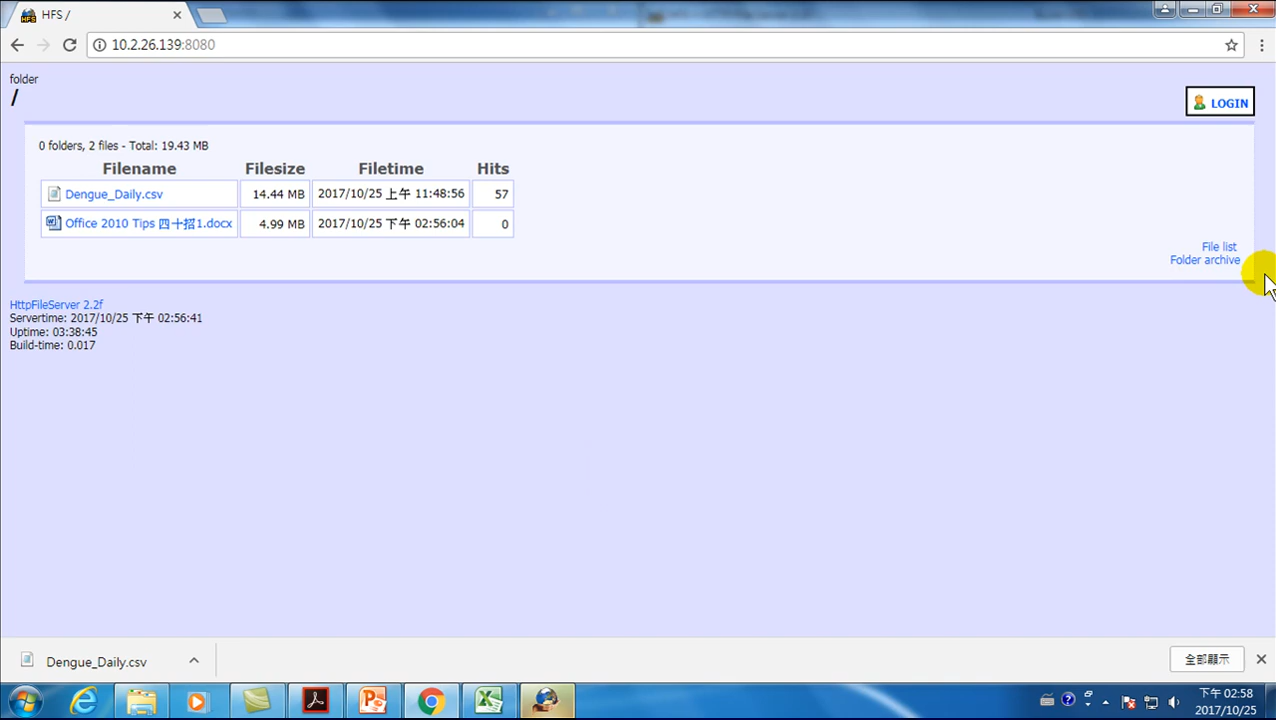 HFS /
10.2.26.139:8080
folder
/
LOGIN
0 folders, 2 files - Total: 19.43 MB
Filename Filesize Filetime Hits
Dengue_Daily.csv 14.44 MB 2017/10/25 上午 11:48:56 57
Office 2010 Tips 四十招1.docx 4.99 MB 2017/10/25 下午 02:56:04 0
File list
Folder archive
HttpFileServer 2.2f
Servertime: 2017/10/25 下午 02:56:41
Uptime: 03:38:45
Build-time: 0.017
Dengue_Daily.csv 全部顯示
下午 02:58
2017/10/25